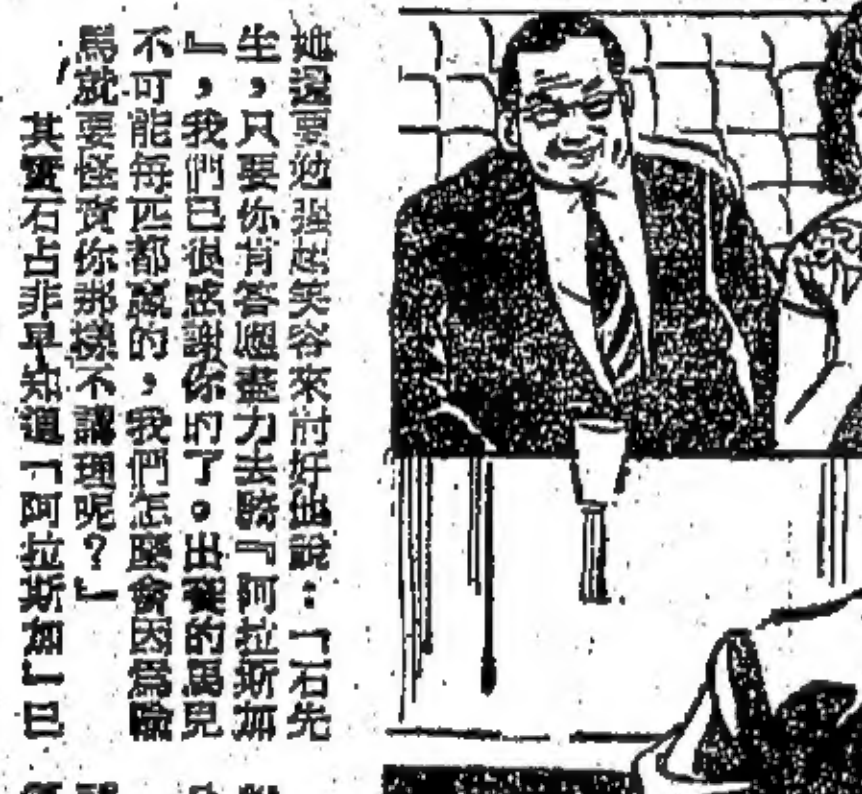 她還要勉強起笑容來討好他說：「石先
生，只要你肯答應盡力去騎『阿拉斯加
』，我們已很感謝你的了。出賽的馬兒
不可能每匹都贏的，我們怎麼會因爲輸
馬就要怪責你那樣不講理呢？」
其實石占非早知道「阿拉斯加」已